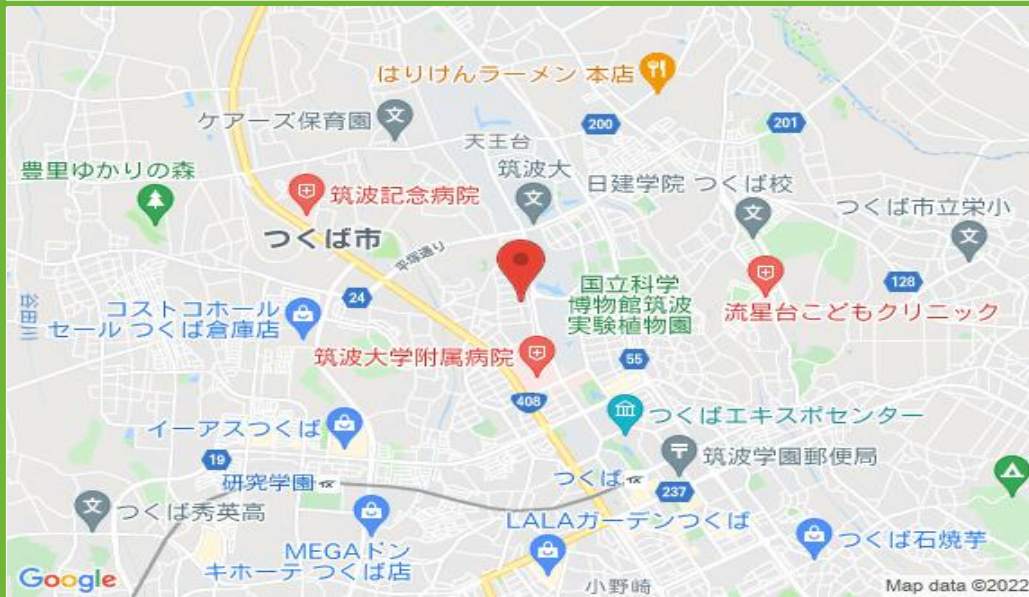 はりけんラーメン 本店
ケアーズ保育園
200
201
天王台
豊里ゆかりの森
筑波大
日建学院 つくば校
筑波記念病院
つくば市立栄小
つくば市
平塚通り
国立科学
博物館筑波
実験植物園
128
谷田川
24
コストコホール
セール つくば倉庫店
流星台こどもクリニック
筑波大学附属病院
55
408
つくばエキスポセンター
イーアスつくば
19
筑波学園郵便局
研究学園
つくば
237
つくば秀英高
LALAガーデンつくば
つくば石焼芋
MEGAドン
キホーテ つくば店
小野崎
Google
Map data ©2022